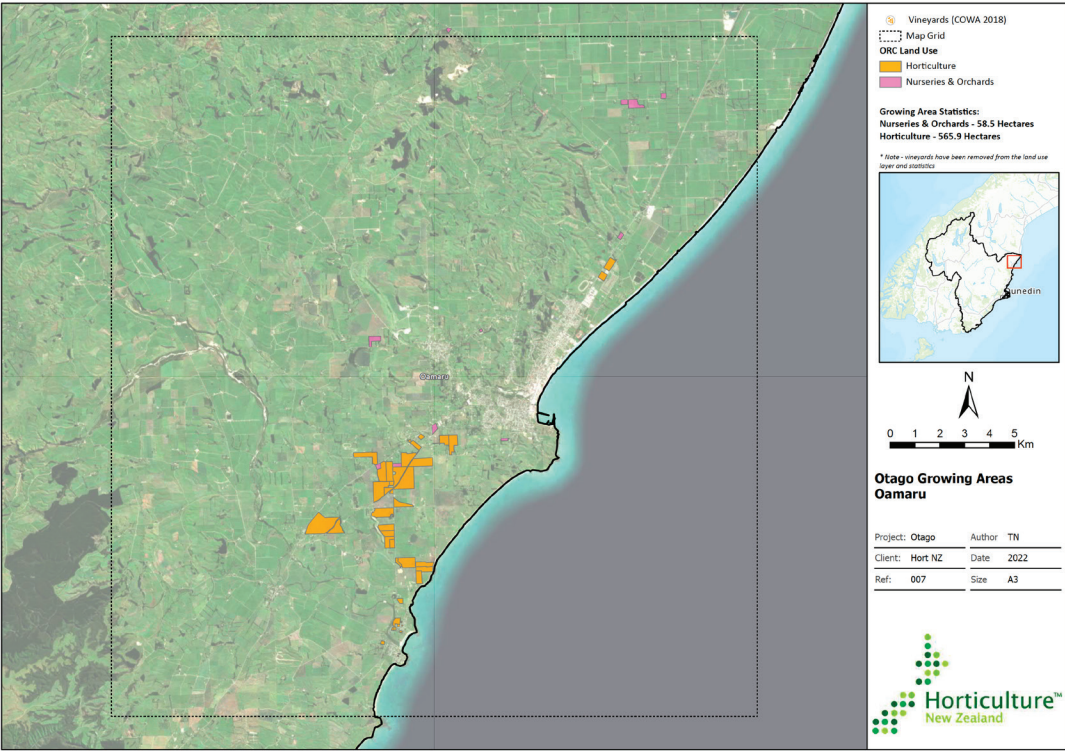 Vineyards (COWA 2018)
Map Grid
ORC Land Use
Horticulture
Nurseries & Orchards
Growing Area Statistics:
Nurseries & Orchards - 58.5 Hectares
Horticulture - 565.9 Hectares
* Note - vineyards have been removed from the land use
layer and statistics
Dunedin
Oamaru
N
0 1 2 3 4 5
Km
Otago Growing Areas
Oamaru
Project: Otago Author TN
Client: Hort NZ Date 2022
Ref: 007 Size A3
Horticulture™
New Zealand